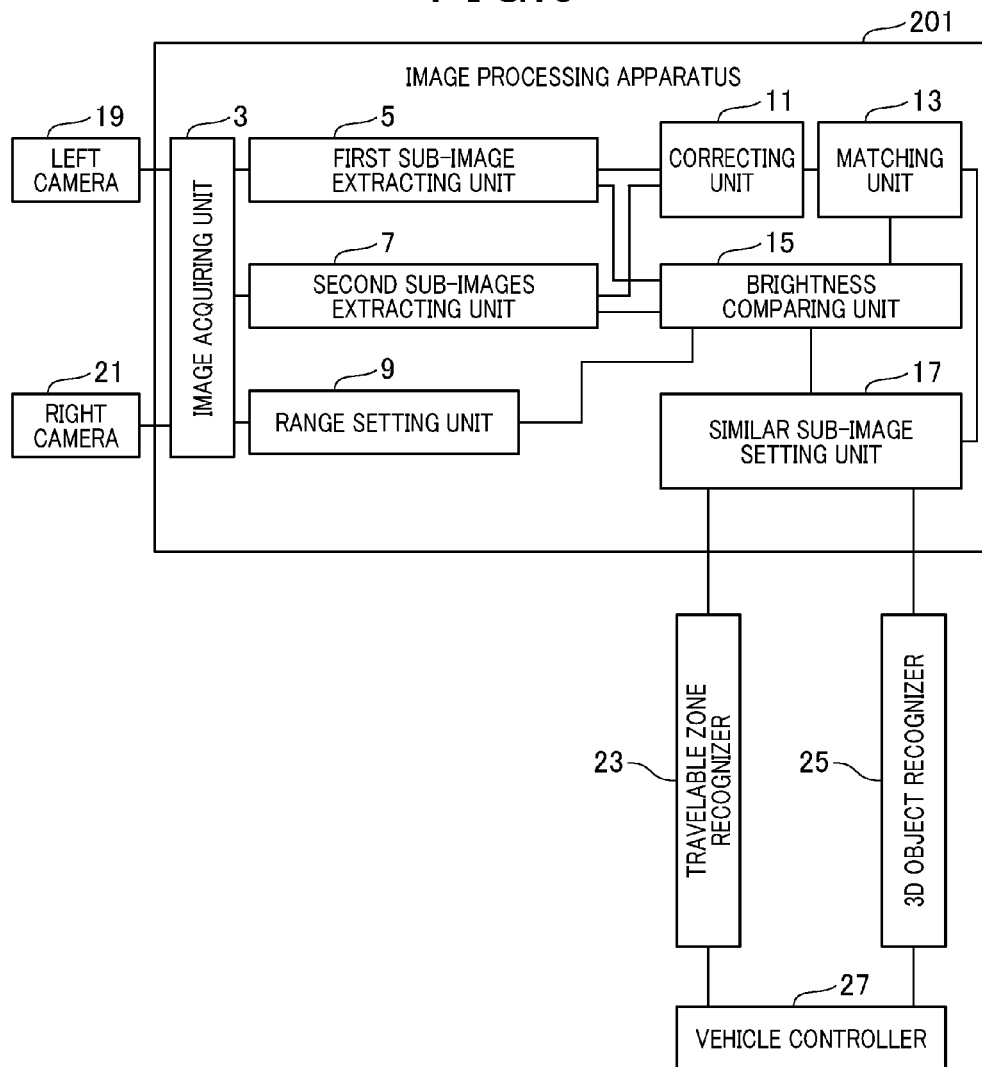 201
IMAGE PROCESSING APPARATUS
19
LEFT
CAMERA
3
IMAGE ACQUIRING UNIT
5
FIRST SUB-IMAGE
EXTRACTING UNIT
11
CORRECTING
UNIT
13
MATCHING
UNIT
7
SECOND SUB-IMAGES
EXTRACTING UNIT
15
BRIGHTNESS
COMPARING UNIT
21
RIGHT
CAMERA
9
RANGE SETTING UNIT
17
SIMILAR SUB-IMAGE
SETTING UNIT
23
TRAVELABLE ZONE
RECOGNIZER
25
3D OBJECT RECOGNIZER
27
VEHICLE CONTROLLER